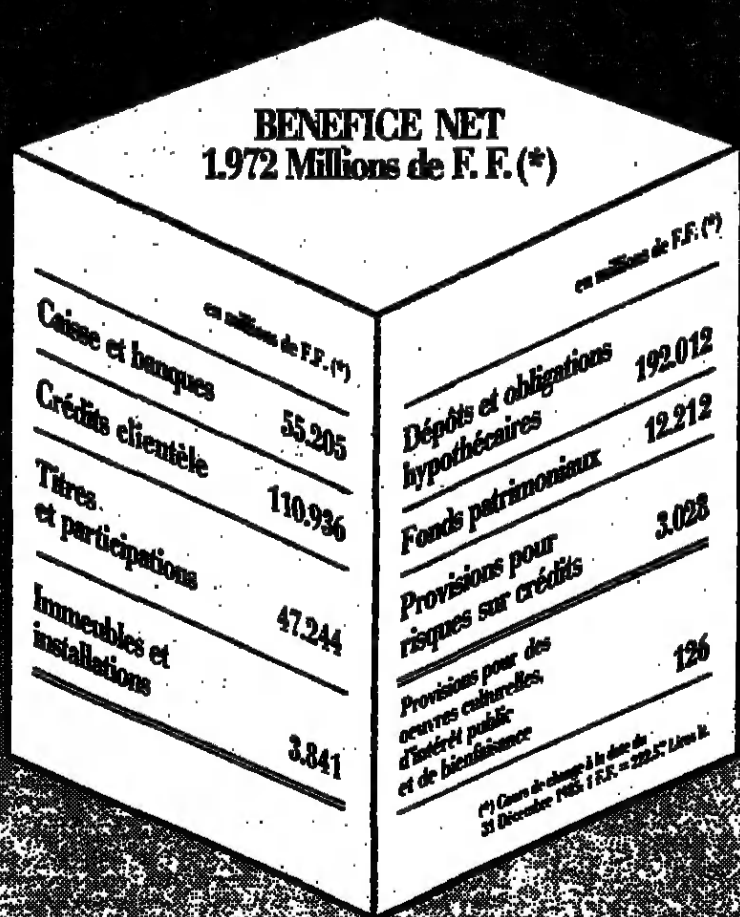 BENEFICE NET
1.972 Millions de F. F. (*)
en millions de F.F. (*)
Caisse et banques 55.205
Crédits clientèle 110.936
Titres
et participations 47.244
Immeubles et
installations 3.841
en millions de F.F. (*)
Dépôts et obligations
hypothécaires 192.012
Fonds patrimoniaux 12.212
Provisions pour
risques sur crédits 3.028
Provisions pour des
oeuvres culturelles,
d'intérêt public
et de bienfaisance 126
(*) Cours de change à la date du
31 Décembre 1985: 1 F.F. = Lires It.